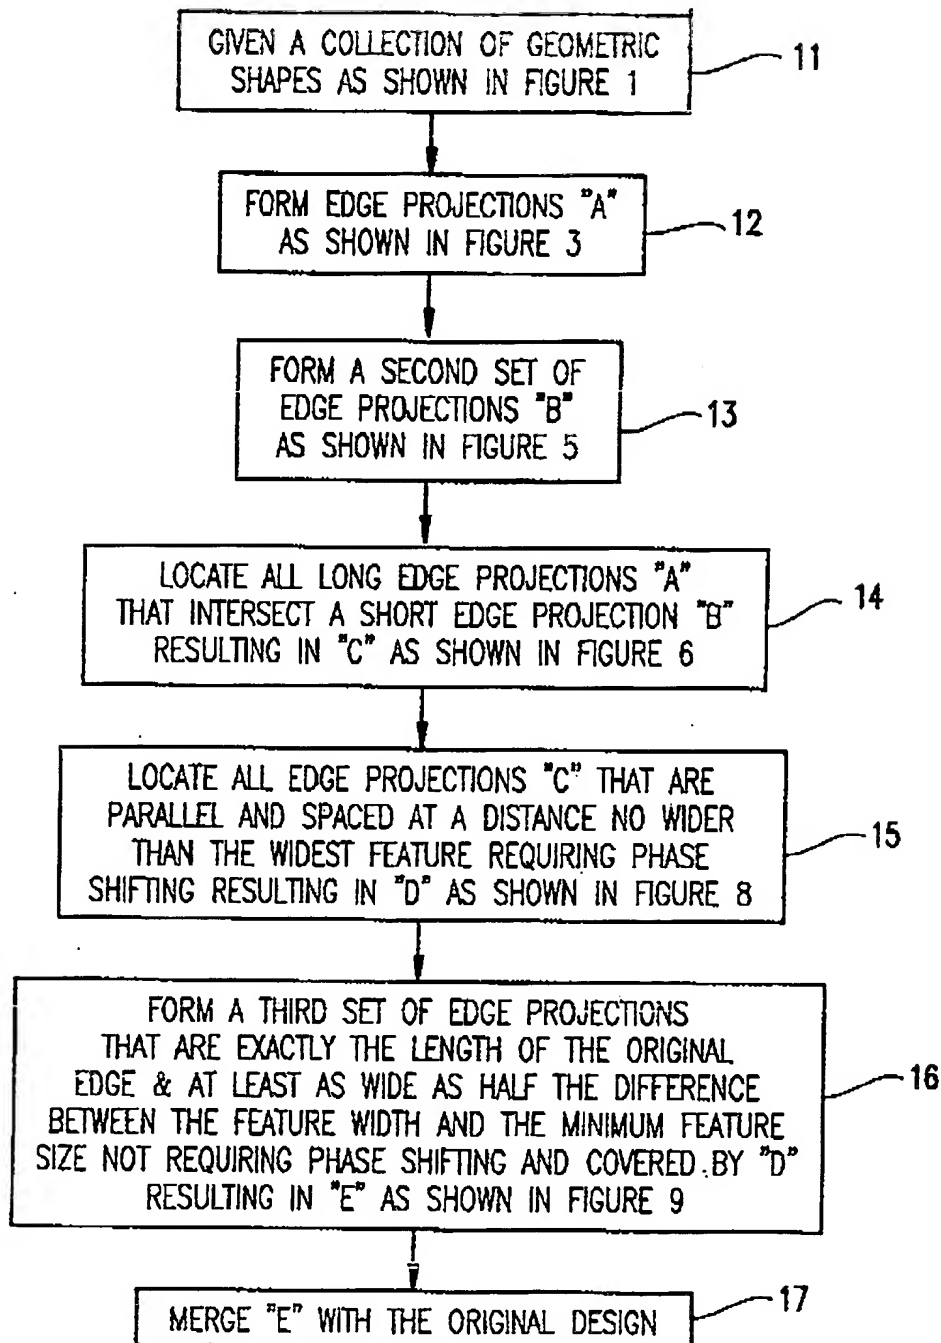 GIVEN A COLLECTION OF GEOMETRIC
SHAPES AS SHOWN IN FIGURE 1
11
FORM EDGE PROJECTIONS "A"
AS SHOWN IN FIGURE 3
12
FORM A SECOND SET OF
EDGE PROJECTIONS "B"
AS SHOWN IN FIGURE 5
13
LOCATE ALL LONG EDGE PROJECTIONS "A"
THAT INTERSECT A SHORT EDGE PROJECTION "B"
RESULTING IN "C" AS SHOWN IN FIGURE 6
14
LOCATE ALL EDGE PROJECTIONS "C" THAT ARE
PARALLEL AND SPACED AT A DISTANCE NO WIDER
THAN THE WIDEST FEATURE REQUIRING PHASE
SHIFTING RESULTING IN "D" AS SHOWN IN FIGURE 8
15
FORM A THIRD SET OF EDGE PROJECTIONS
THAT ARE EXACTLY THE LENGTH OF THE ORIGINAL
EDGE & AT LEAST AS WIDE AS HALF THE DIFFERENCE
BETWEEN THE FEATURE WIDTH AND THE MINIMUM FEATURE
SIZE NOT REQUIRING PHASE SHIFTING AND COVERED BY "D"
RESULTING IN "E" AS SHOWN IN FIGURE 9
16
MERGE "E" WITH THE ORIGINAL DESIGN
17